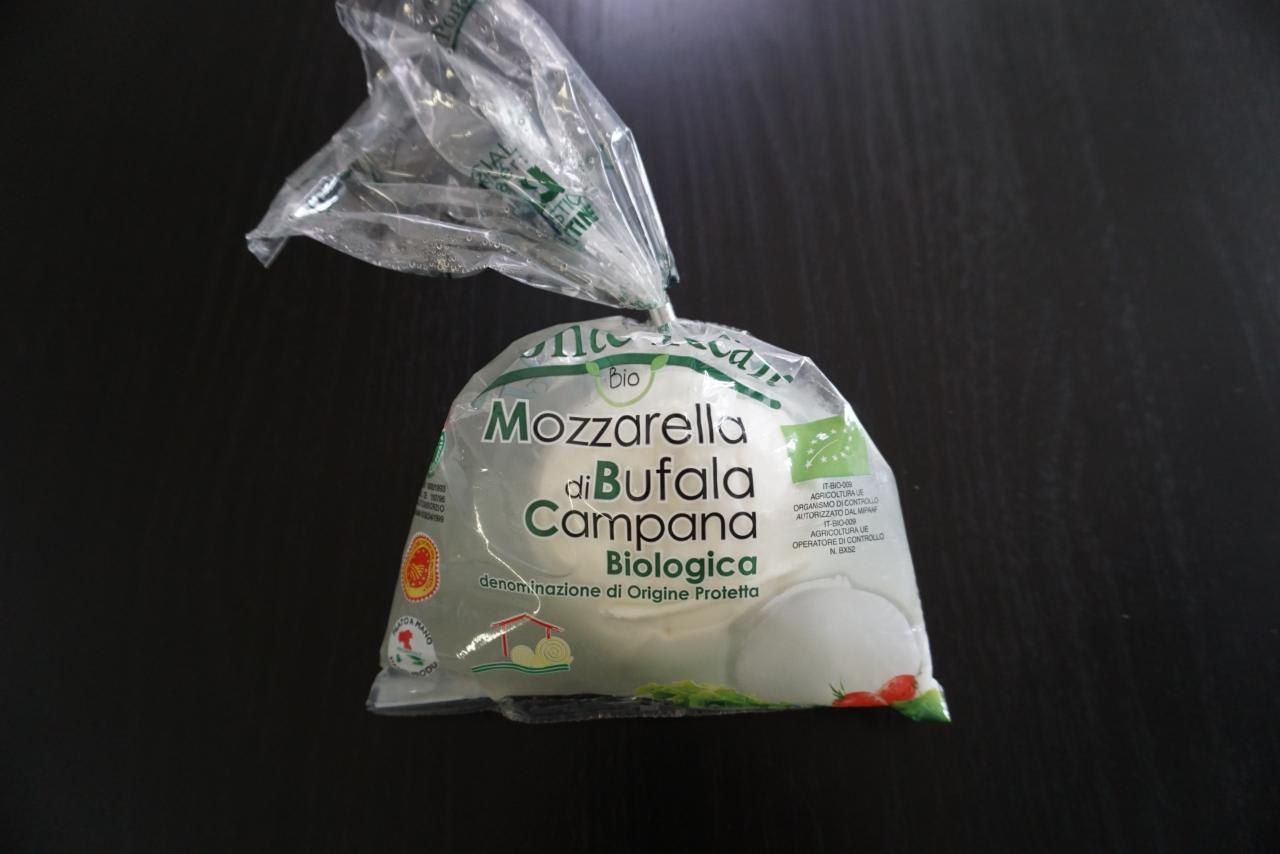 Bio
Mozzarella
di Bufala
Campana
Biologica
denominazione di Origine Protetta
IT-BIO-009
AGRICOLTURA UE
ORGANISMO DI CONTROLLO
AUTORIZZATO DAL MIPAAF
IT-BIO-009
AGRICOLTURA UE
OPERATORE DI CONTROLLO
N. BX52
A MANO